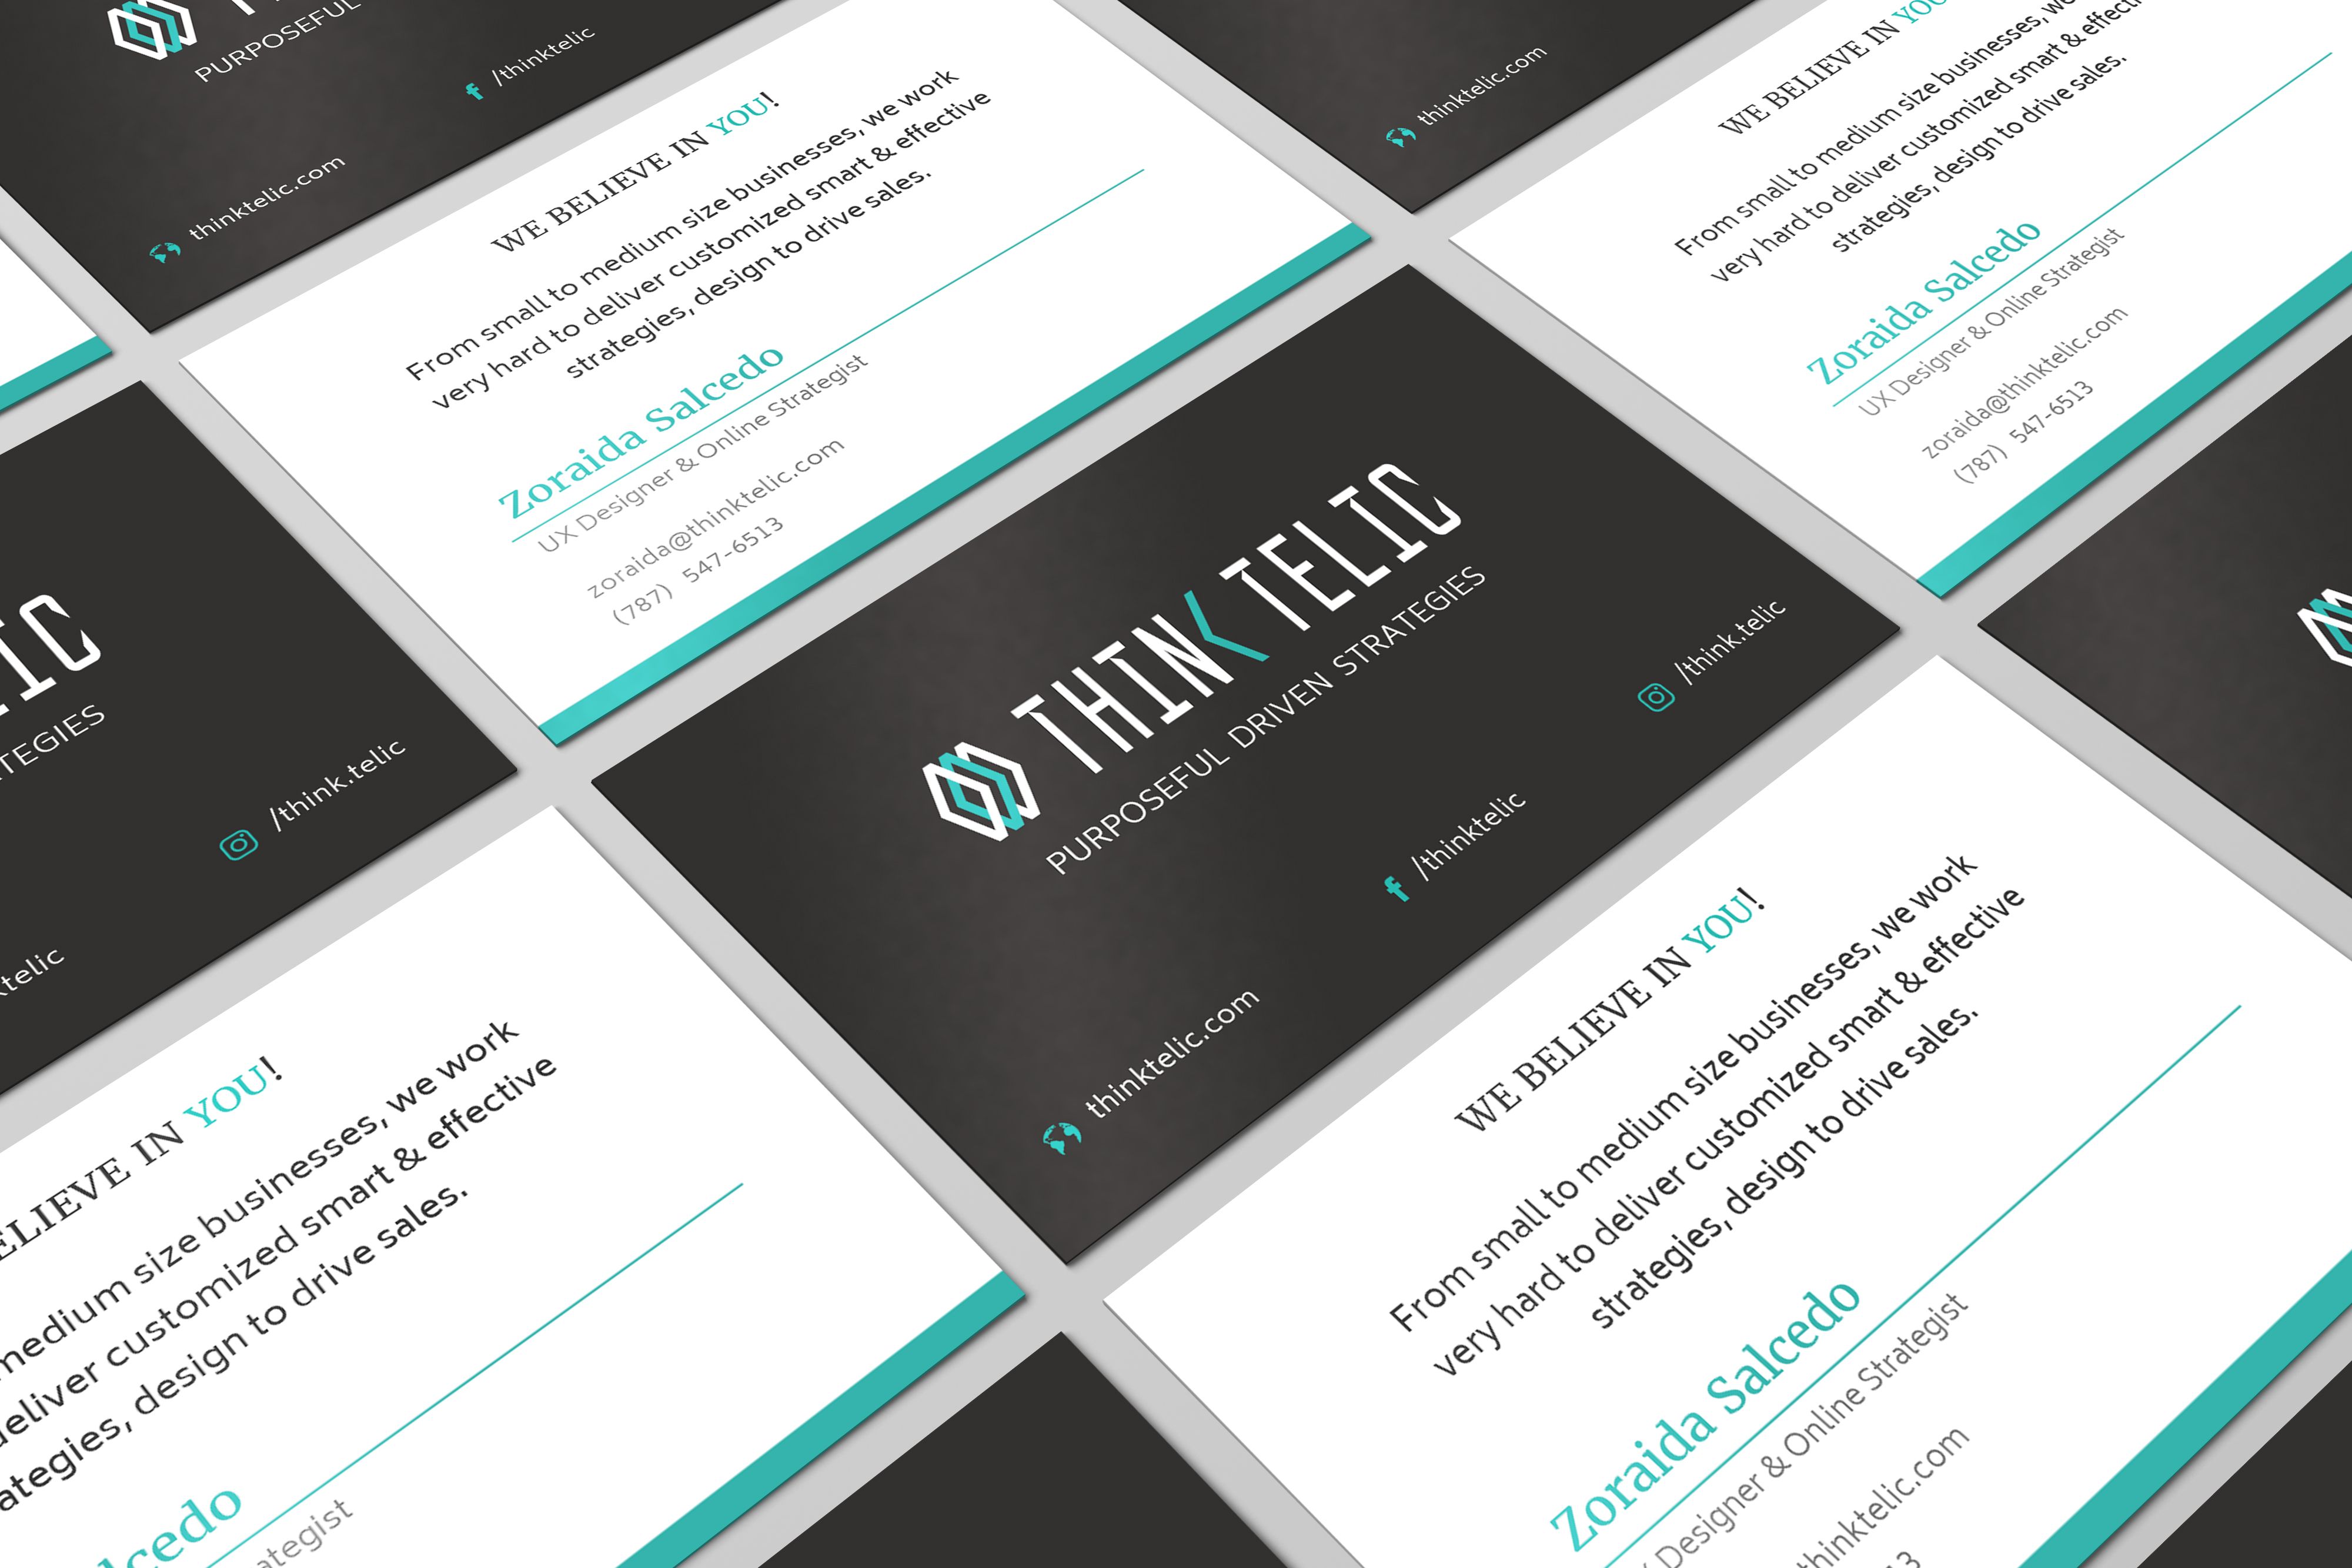 PURPOSEFUL
/thinktelic
thinktelic.com
WE BELIEVE IN YOU!
From small to medium size businesses, we work
very hard to deliver customized smart & effective
strategies, design to drive sales.
Zoraida Salcedo
UX Designer & Online Strategist
zoraida@thinktelic.com
(787) 547-6513
thinktelic.com
WE BELIEVE IN YOU
From small to medium size businesses, we
very hard to deliver customized smart & effecti
strategies, design to drive sales.
Zoraida Salcedo
UX Designer & Online Strategist
zoraida@thinktelic.com
(787) 547-6513
LIC
TEGIES
/think.telic
ktelic
THINK TELIC
PURPOSEFUL DRIVEN STRATEGIES
/think.telic
/thinktelic
thinktelic.com
ELIEVE IN YOU!
medium size businesses, we work
deliver customized smart & effective
ategies, design to drive sales.
lcedo
ategist
WE BELIEVE IN YOU!
From small to medium size businesses, we work
very hard to deliver customized smart & effective
strategies, design to drive sales.
Zoraida Salcedo
Designer & Online Strategist
thinktelic.com
13